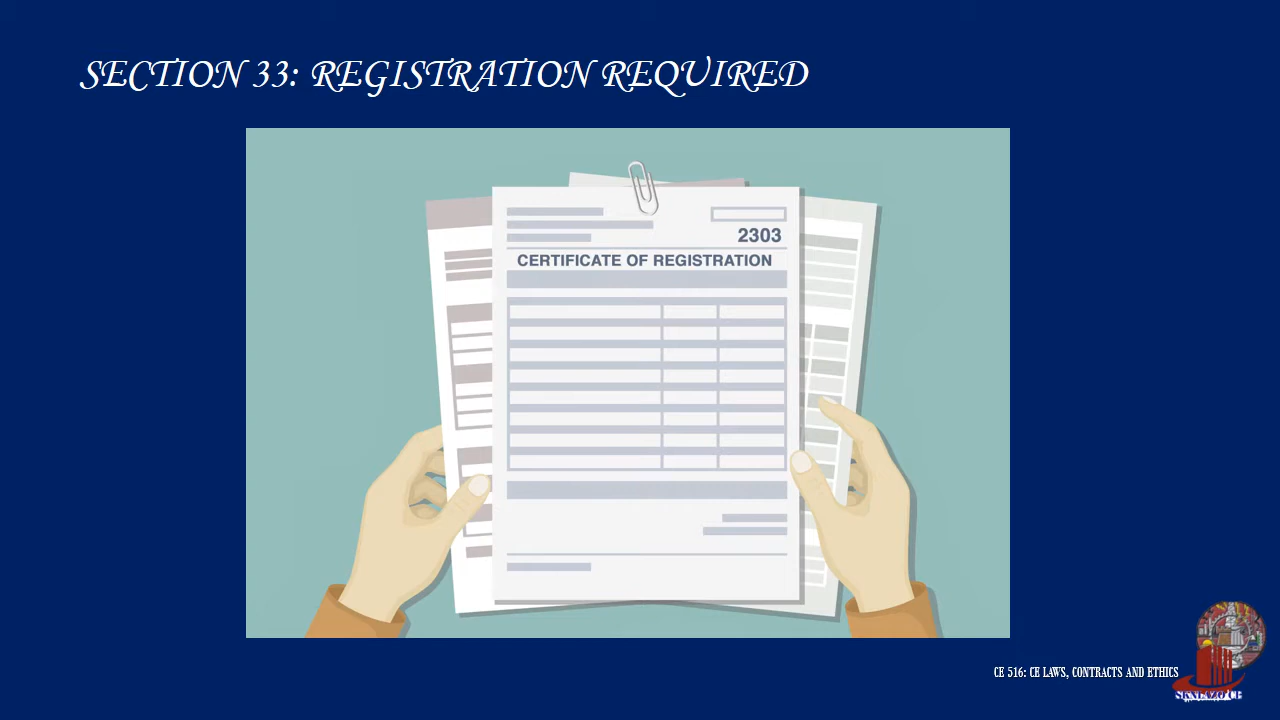 SECTION 33: REGISTRATION REQUIRED
2303
CERTIFICATE OF REGISTRATION
CE 516: CE LAWS, CONTRACTS AND ETHICS